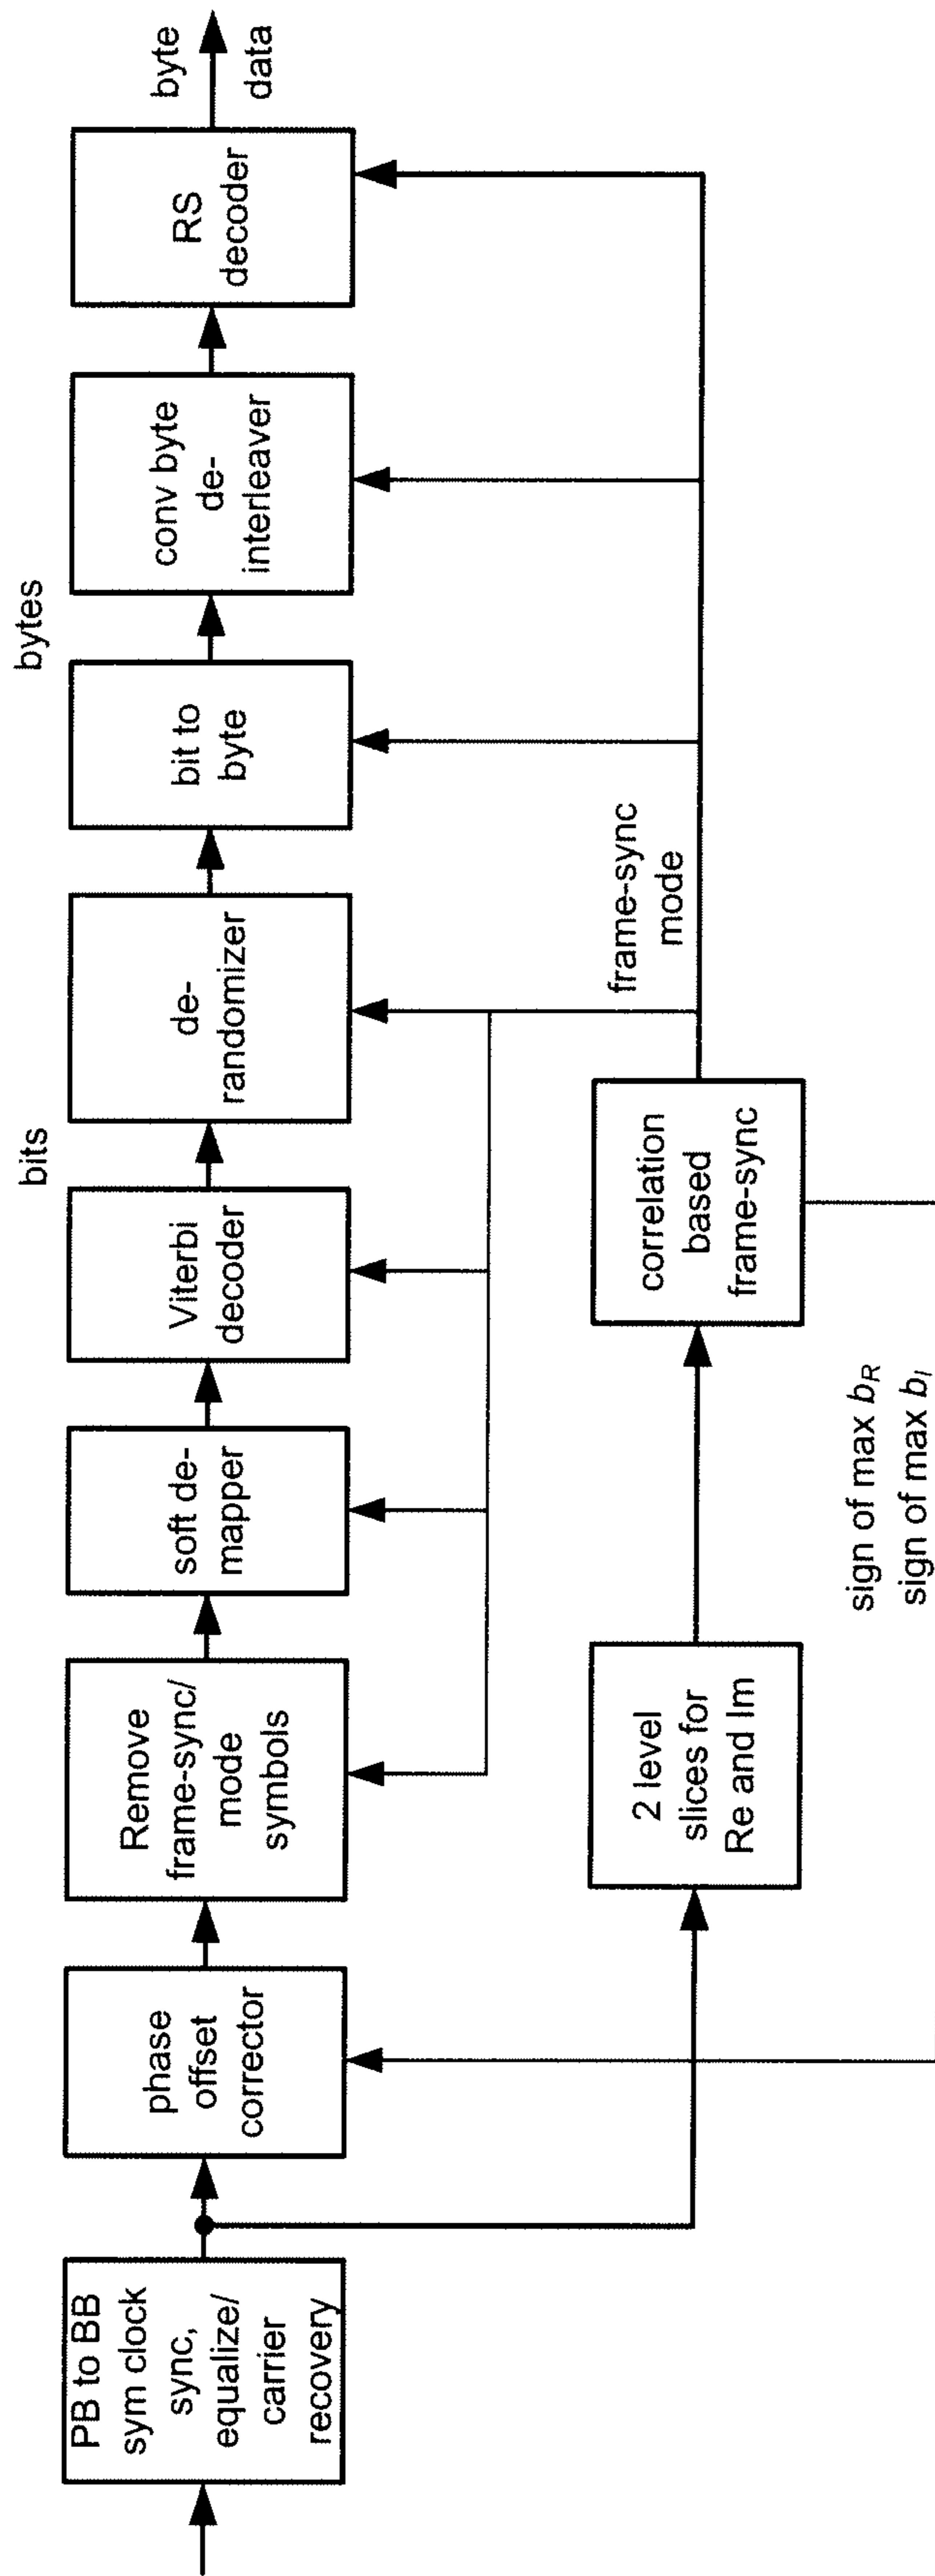 PB to BB
sym clock
sync,
equalize/
carrier
recovery
phase
offset
corrector
Remove
frame-sync/
mode
symbols
soft de-
mapper
Viterbi
decoder
bits
de-
randomizer
bit to
byte
bytes
conv byte
de-
interleaver
RS
decoder
byte
data
2 level
slices for
Re and Im
correlation
based
frame-sync
frame-sync
mode
sign of max b_R
sign of max b_I